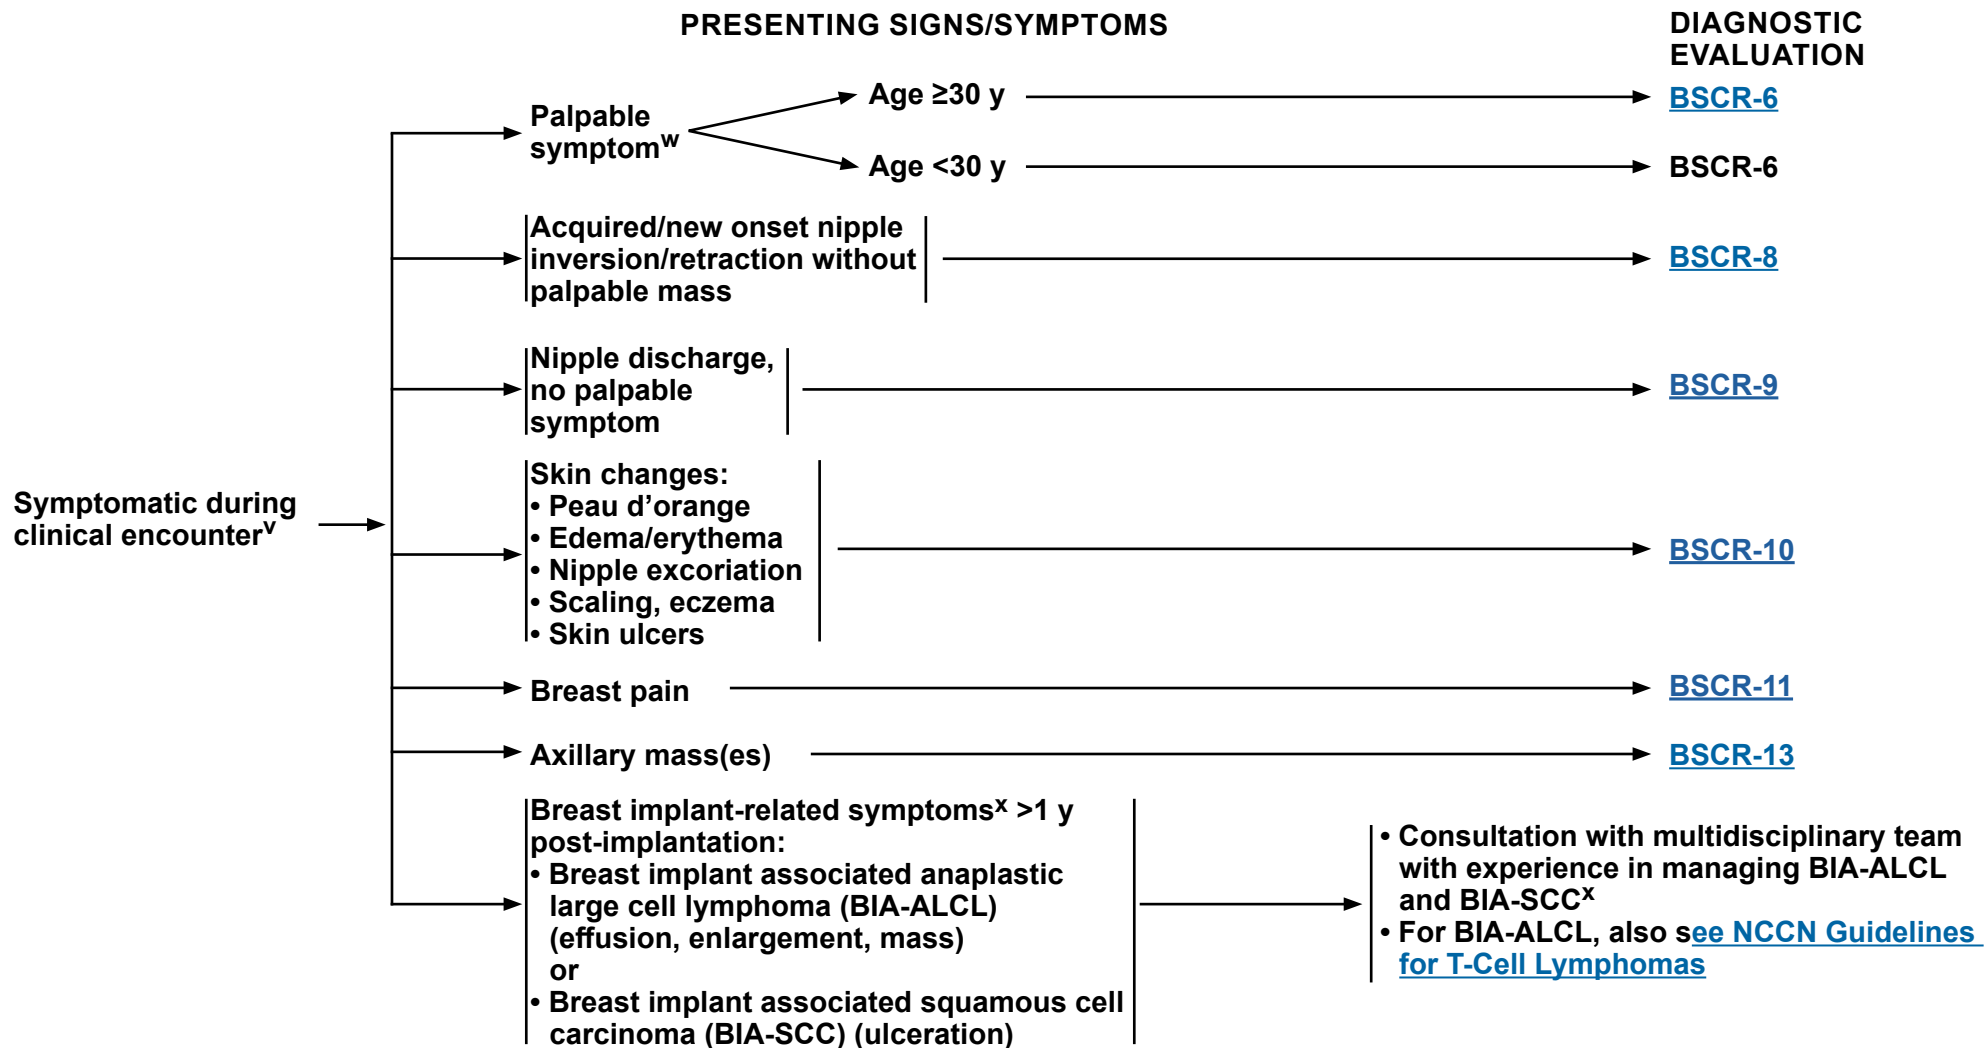 PRESENTING SIGNS/SYMPTOMS
DIAGNOSTIC
EVALUATION
Symptomatic during
clinical encounterᵛ
Palpable
symptomʷ
Age ≥30 y
BSCR-6
Age <30 y
BSCR-6
Acquired/new onset nipple
inversion/retraction without
palpable mass
BSCR-8
Nipple discharge,
no palpable
symptom
BSCR-9
Skin changes:
• Peau d’orange
• Edema/erythema
• Nipple excoriation
• Scaling, eczema
• Skin ulcers
BSCR-10
Breast pain
BSCR-11
Axillary mass(es)
BSCR-13
Breast implant-related symptomsˣ >1 y
post-implantation:
• Breast implant associated anaplastic
large cell lymphoma (BIA-ALCL)
(effusion, enlargement, mass)
or
• Breast implant associated squamous cell
carcinoma (BIA-SCC) (ulceration)
• Consultation with multidisciplinary team
with experience in managing BIA-ALCL
and BIA-SCCˣ
• For BIA-ALCL, also see NCCN Guidelines
for T-Cell Lymphomas